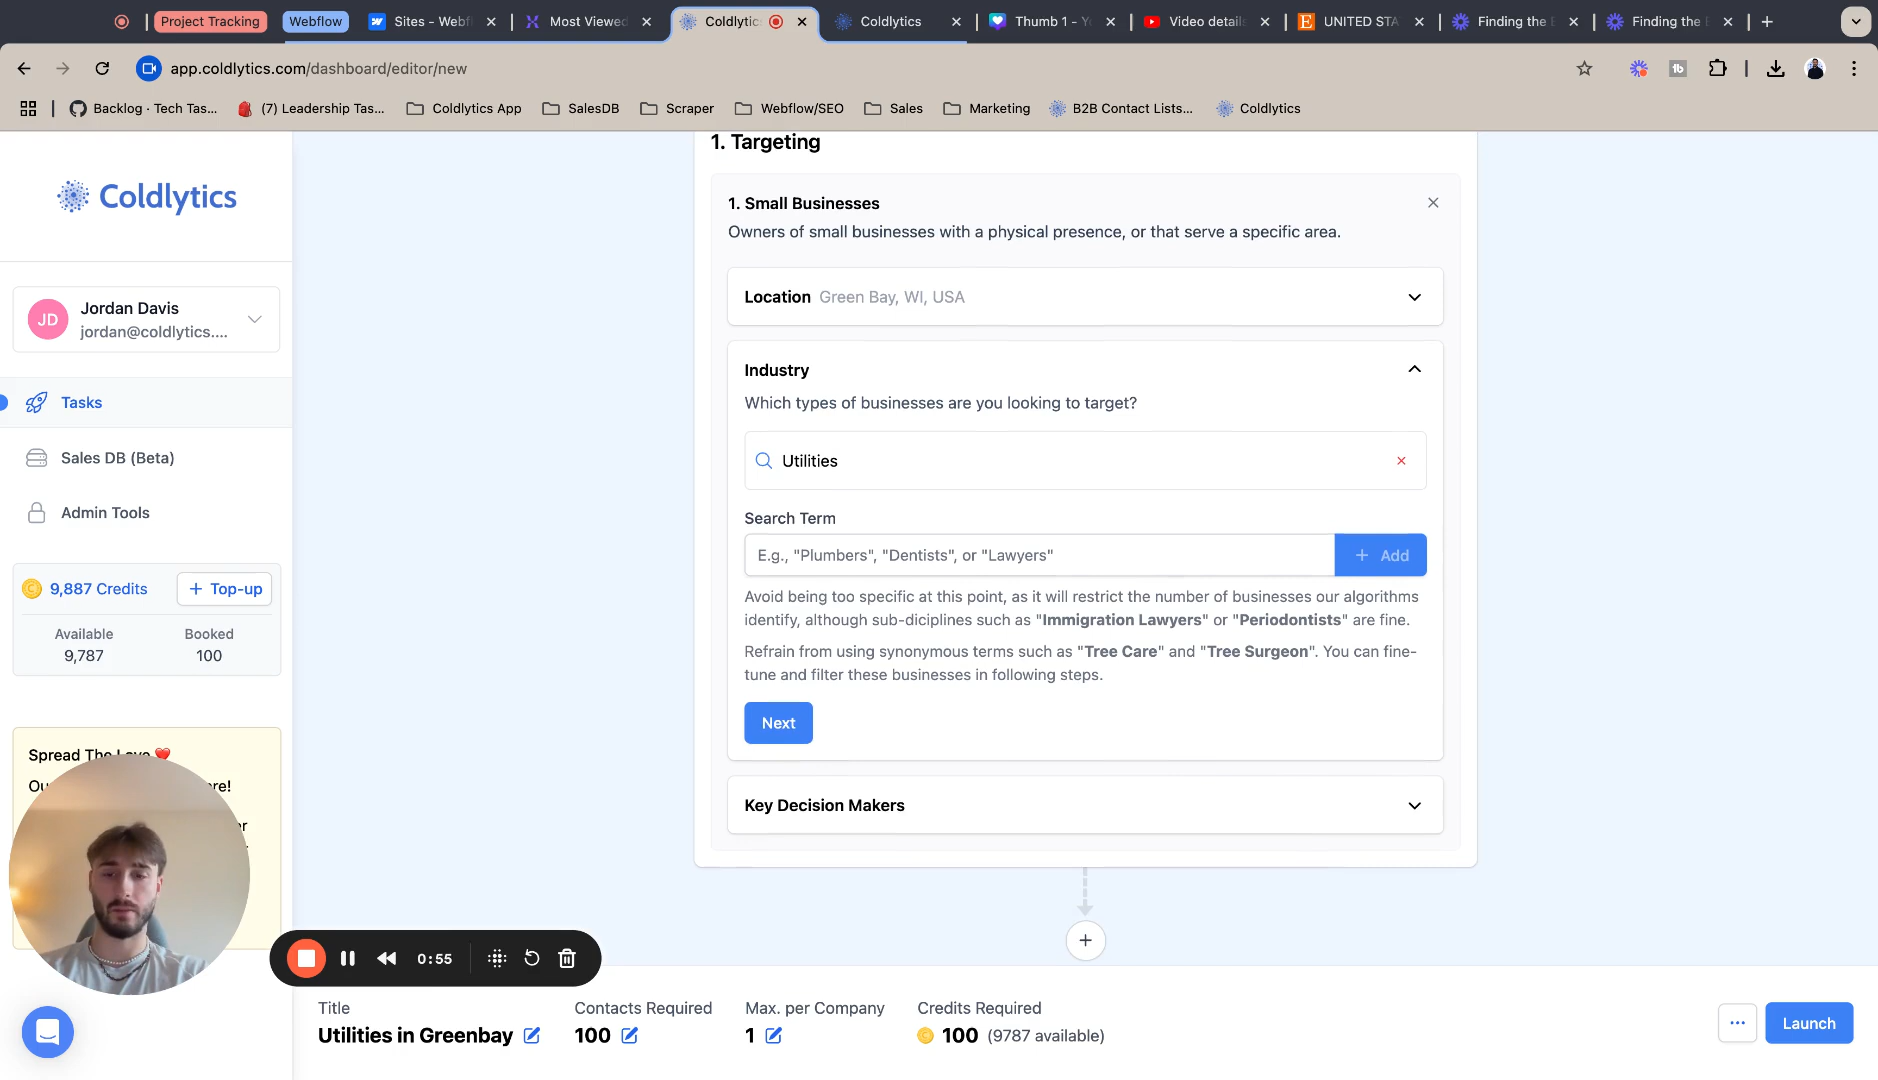 Project Tracking
Webflow
Sites - Webf
Most Viewed
Coldlytic
Coldlytics
Thumb 1 - Yo
Video details
UNITED STA
Finding the B
Finding the B
app.coldlytics.com/dashboard/editor/new
Backlog · Tech Tas...
(7) Leadership Tas...
Coldlytics App
SalesDB
Scraper
Webflow/SEO
Sales
Marketing
B2B Contact Lists...
Coldlytics
Coldlytics
JD
Jordan Davis
jordan@coldlytics....
Tasks
Sales DB (Beta)
Admin Tools
9,887 Credits
+ Top-up
Available
Booked
9,787
100
Spread The Love ❤️
1. Targeting
1. Small Businesses
Owners of small businesses with a physical presence, or that serve a specific area.
Location Green Bay, WI, USA
Industry
Which types of businesses are you looking to target?
Utilities
Search Term
E.g., "Plumbers", "Dentists", or "Lawyers"
+ Add
Avoid being too specific at this point, as it will restrict the number of businesses our algorithms
identify, although sub-diciplines such as "Immigration Lawyers" or "Periodontists" are fine.
Refrain from using synonymous terms such as "Tree Care" and "Tree Surgeon". You can fine-
tune and filter these businesses in following steps.
Next
Key Decision Makers
0:55
Title
Utilities in Greenbay
Contacts Required
100
Max. per Company
1
Credits Required
100 (9787 available)
...
Launch